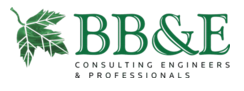 BB&E
CONSULTING ENGINEERS
& PROFESSIONALS